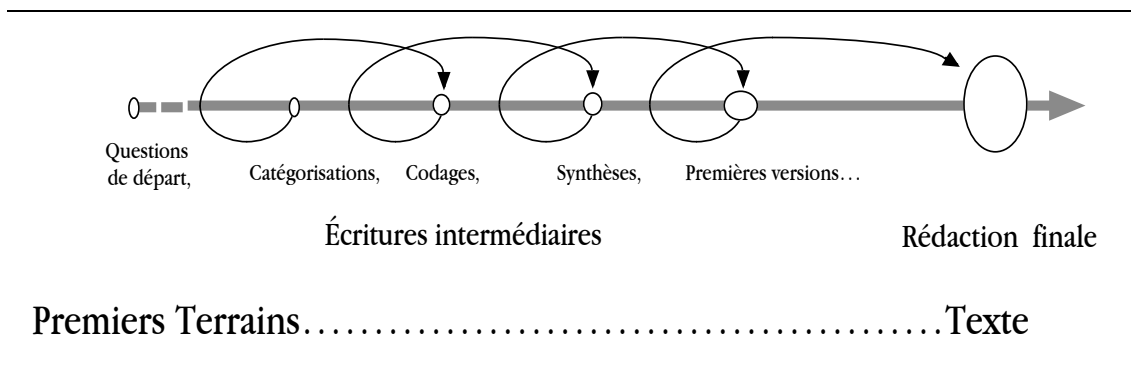 Questions
de départ,
Catégorisations, Codages, Synthèses, Premières versions…
Écritures intermédiaires Rédaction finale
Premiers Terrains.............................................Texte